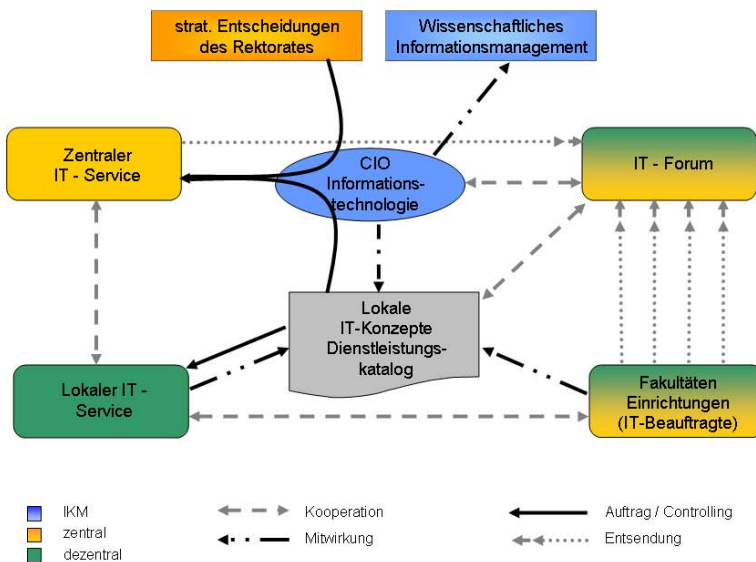 strat. Entscheidungen
des Rektorates
Wissenschaftliches
Informationsmanagement
Zentraler
IT - Service
CIO
Informations-
technologie
IT - Forum
Lokale
IT-Konzepte
Dienstleistungs-
katalog
Lokaler IT -
Service
Fakultäten
Einrichtungen
(IT-Beauftragte)
IKM
Kooperation
Auftrag / Controlling
zentral
Mitwirkung
Entsendung
dezentral